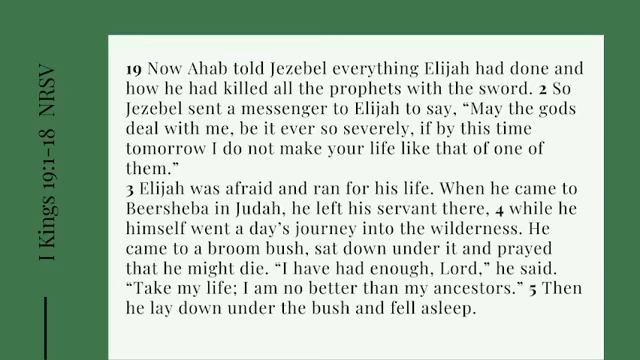 I Kings 19:1-18 NRSV
19 Now Ahab told Jezebel everything Elijah had done and
how he had killed all the prophets with the sword. 2 So
Jezebel sent a messenger to Elijah to say, “May the gods
deal with me, be it ever so severely, if by this time
tomorrow I do not make your life like that of one of
them.”
3 Elijah was afraid and ran for his life. When he came to
Beersheba in Judah, he left his servant there, 4 while he
himself went a day’s journey into the wilderness. He
came to a broom bush, sat down under it and prayed
that he might die. “I have had enough, Lord,” he said.
“Take my life; I am no better than my ancestors.” 5 Then
he lay down under the bush and fell asleep.